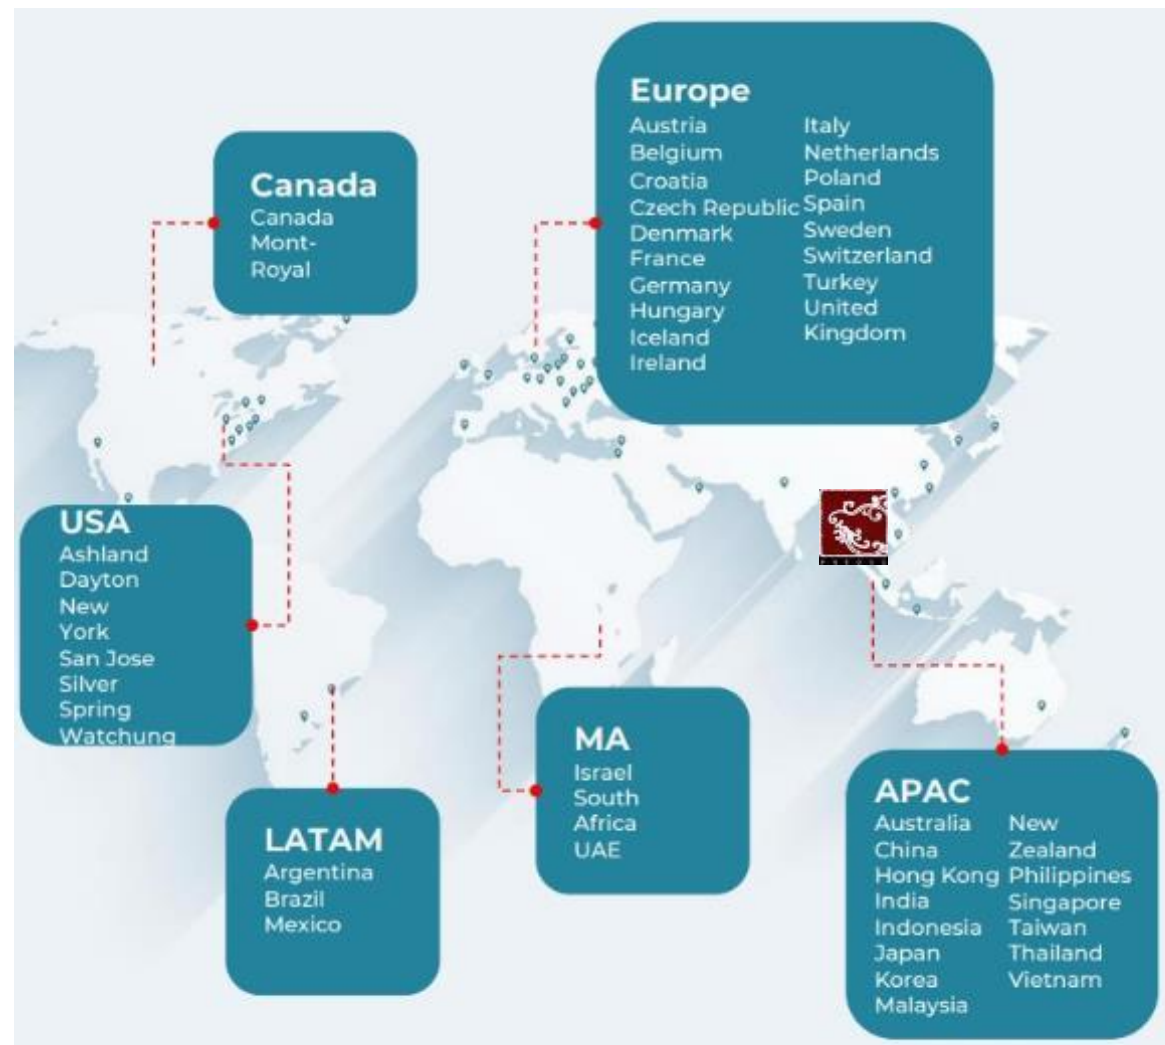 Canada
Canada
Mont-
Royal
Europe
Austria
Belgium
Croatia
Czech Republic
Denmark
France
Germany
Hungary
Iceland
Ireland
Italy
Netherlands
Poland
Spain
Sweden
Switzerland
Turkey
United
Kingdom
USA
Ashland
Dayton
New
York
San Jose
Silver
Spring
Watchung
LATAM
Argentina
Brazil
Mexico
MA
Israel
South
Africa
UAE
APAC
Australia
China
Hong Kong
India
Indonesia
Japan
Korea
Malaysia
New
Zealand
Philippines
Singapore
Taiwan
Thailand
Vietnam